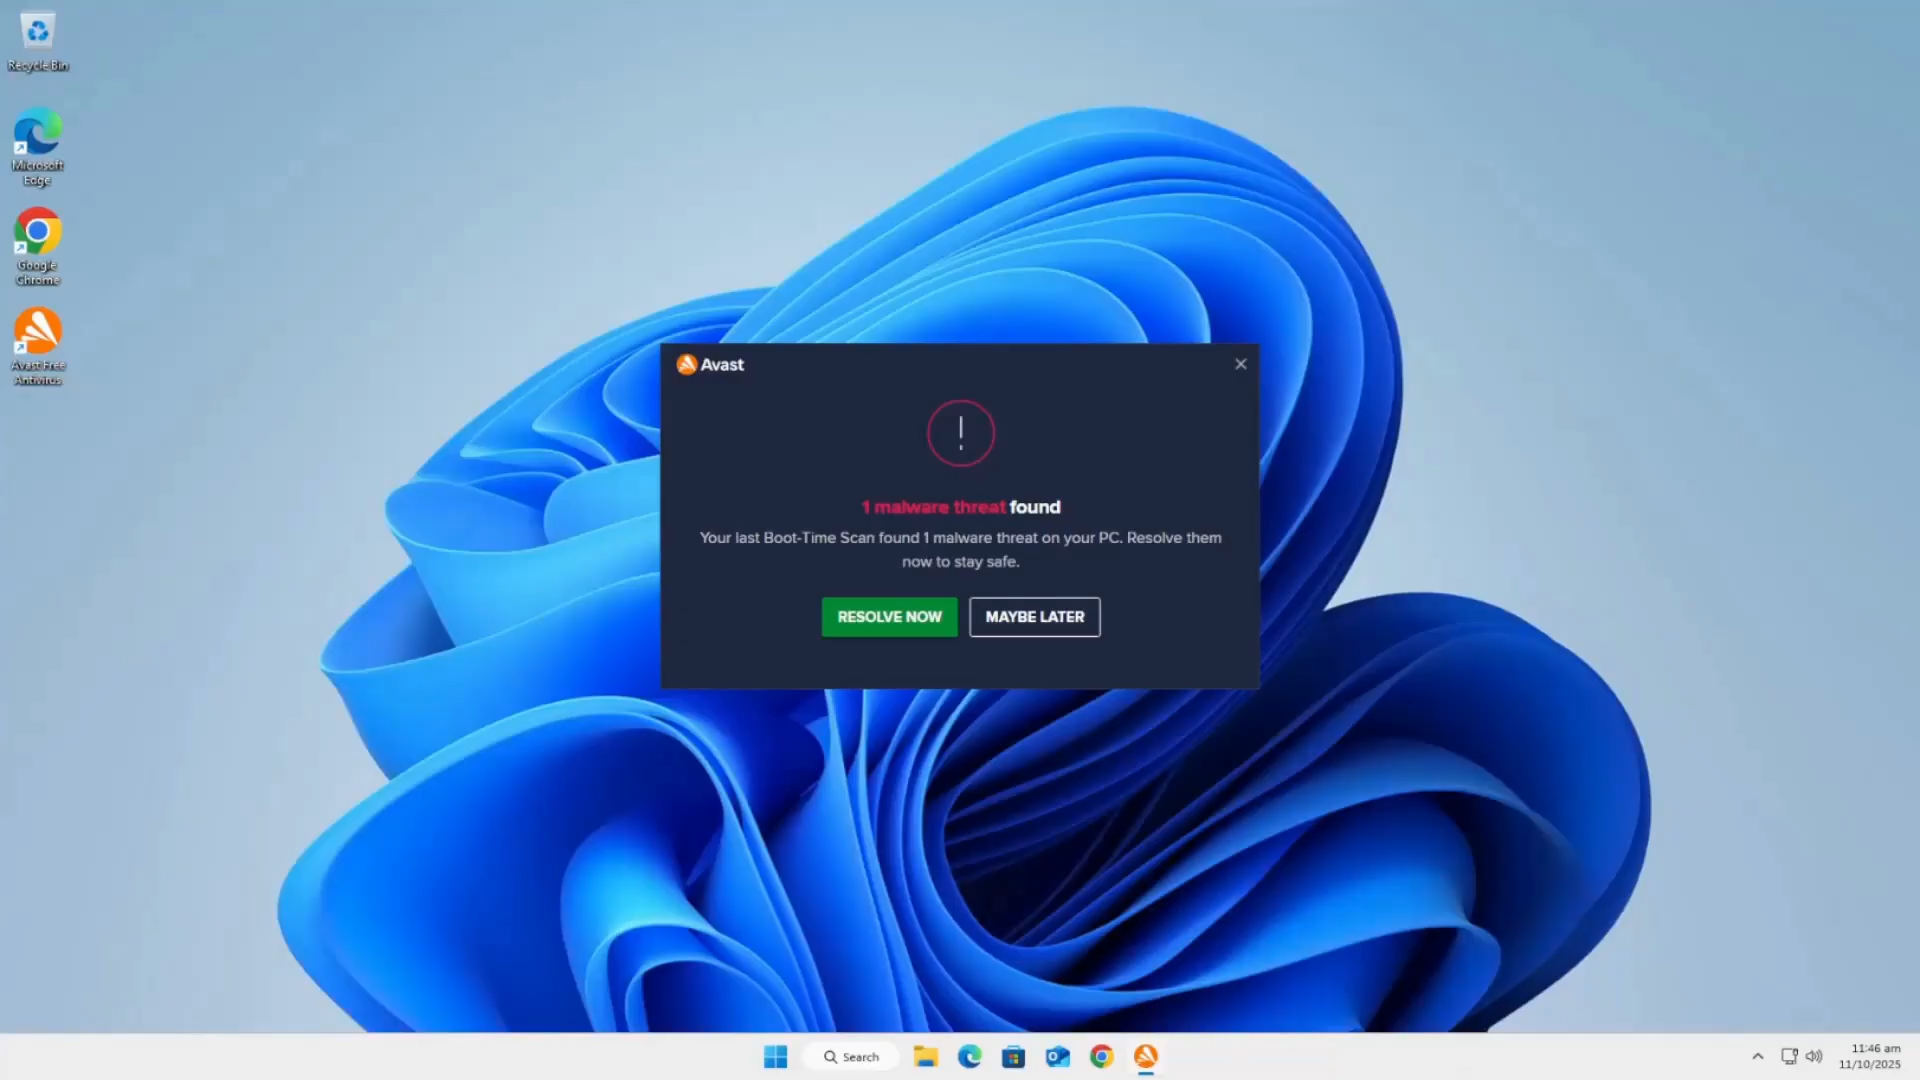 Recycle Bin
Microsoft
Edge
Google
Chrome
Avast Free
Antivirus
Avast
1 malware threat found
Your last Boot-Time Scan found 1 malware threat on your PC. Resolve them
now to stay safe.
RESOLVE NOW
MAYBE LATER
Search
11:46 am
11/10/2025